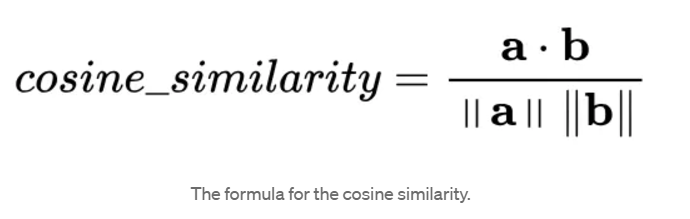 cosine_similarity = a · b / || a || ||b||
The formula for the cosine similarity.